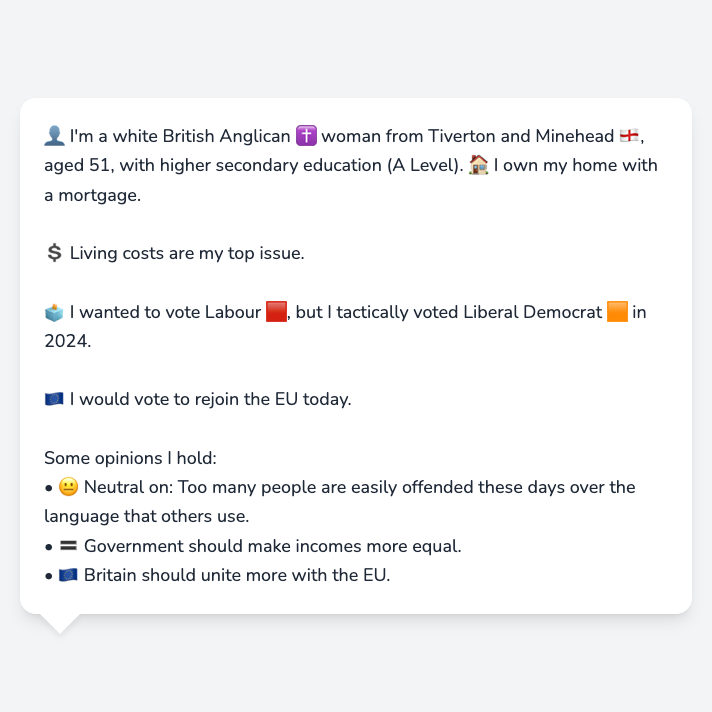 👤 I'm a white British Anglican ✝️ woman from Tiverton and Minehead 🏴󠁧󠁢󠁥󠁮󠁧󠁿,
aged 51, with higher secondary education (A Level). 🏠 I own my home with
a mortgage.
💲 Living costs are my top issue.
🗳️ I wanted to vote Labour 🟥, but I tactically voted Liberal Democrat 🟧 in
2024.
🇪🇺 I would vote to rejoin the EU today.
Some opinions I hold:
• 😐 Neutral on: Too many people are easily offended these days over the
language that others use.
• 🟰 Government should make incomes more equal.
• 🇪🇺 Britain should unite more with the EU.